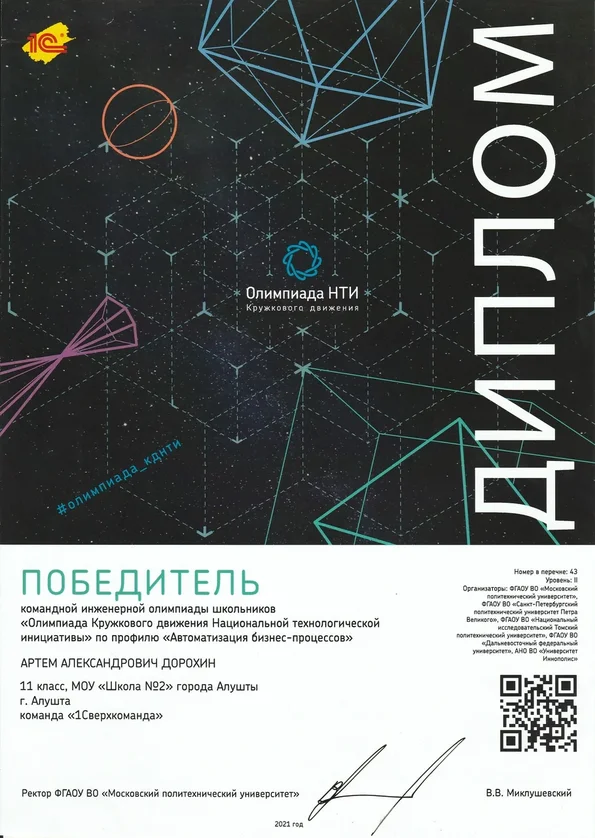 1С
ДИПЛОМ
Олимпиада НТИ
Кружкового движения
#олимпиада_кднти
ПОБЕДИТЕЛЬ
командной инженерной олимпиады школьников
«Олимпиада Кружкового движения Национальной технологической
инициативы» по профилю «Автоматизация бизнес-процессов»
АРТЕМ АЛЕКСАНДРОВИЧ ДОРОХИН
11 класс, МОУ «Школа №2» города Алушты
г. Алушта
команда «1Сверхкоманда»
Номер в перечне: 43
Уровень: II
Организаторы: ФГАОУ ВО «Московский
политехнический университет»,
ФГАОУ ВО «Санкт-Петербургский
политехнический университет Петра
Великого», ФГАОУ ВО «Национальный
исследовательский Томский
политехнический университет», ФГАОУ ВО
«Дальневосточный федеральный
университет», АНО ВО «Университет
Иннополис»
Ректор ФГАОУ ВО «Московский политехнический университет»
В.В. Миклушевский
2021 год